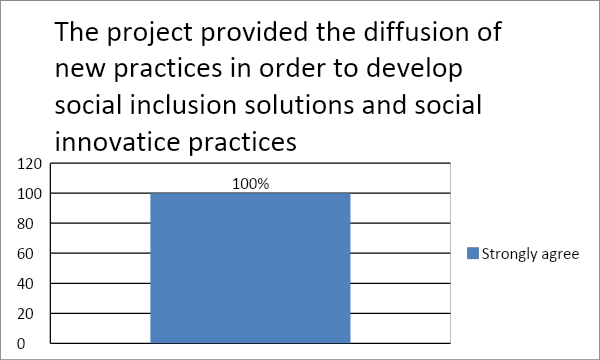 The project provided the diffusion of
new practices in order to develop
social inclusion solutions and social
innovatice practices
120
100%
100
80
60
Strongly agree
40
20
0